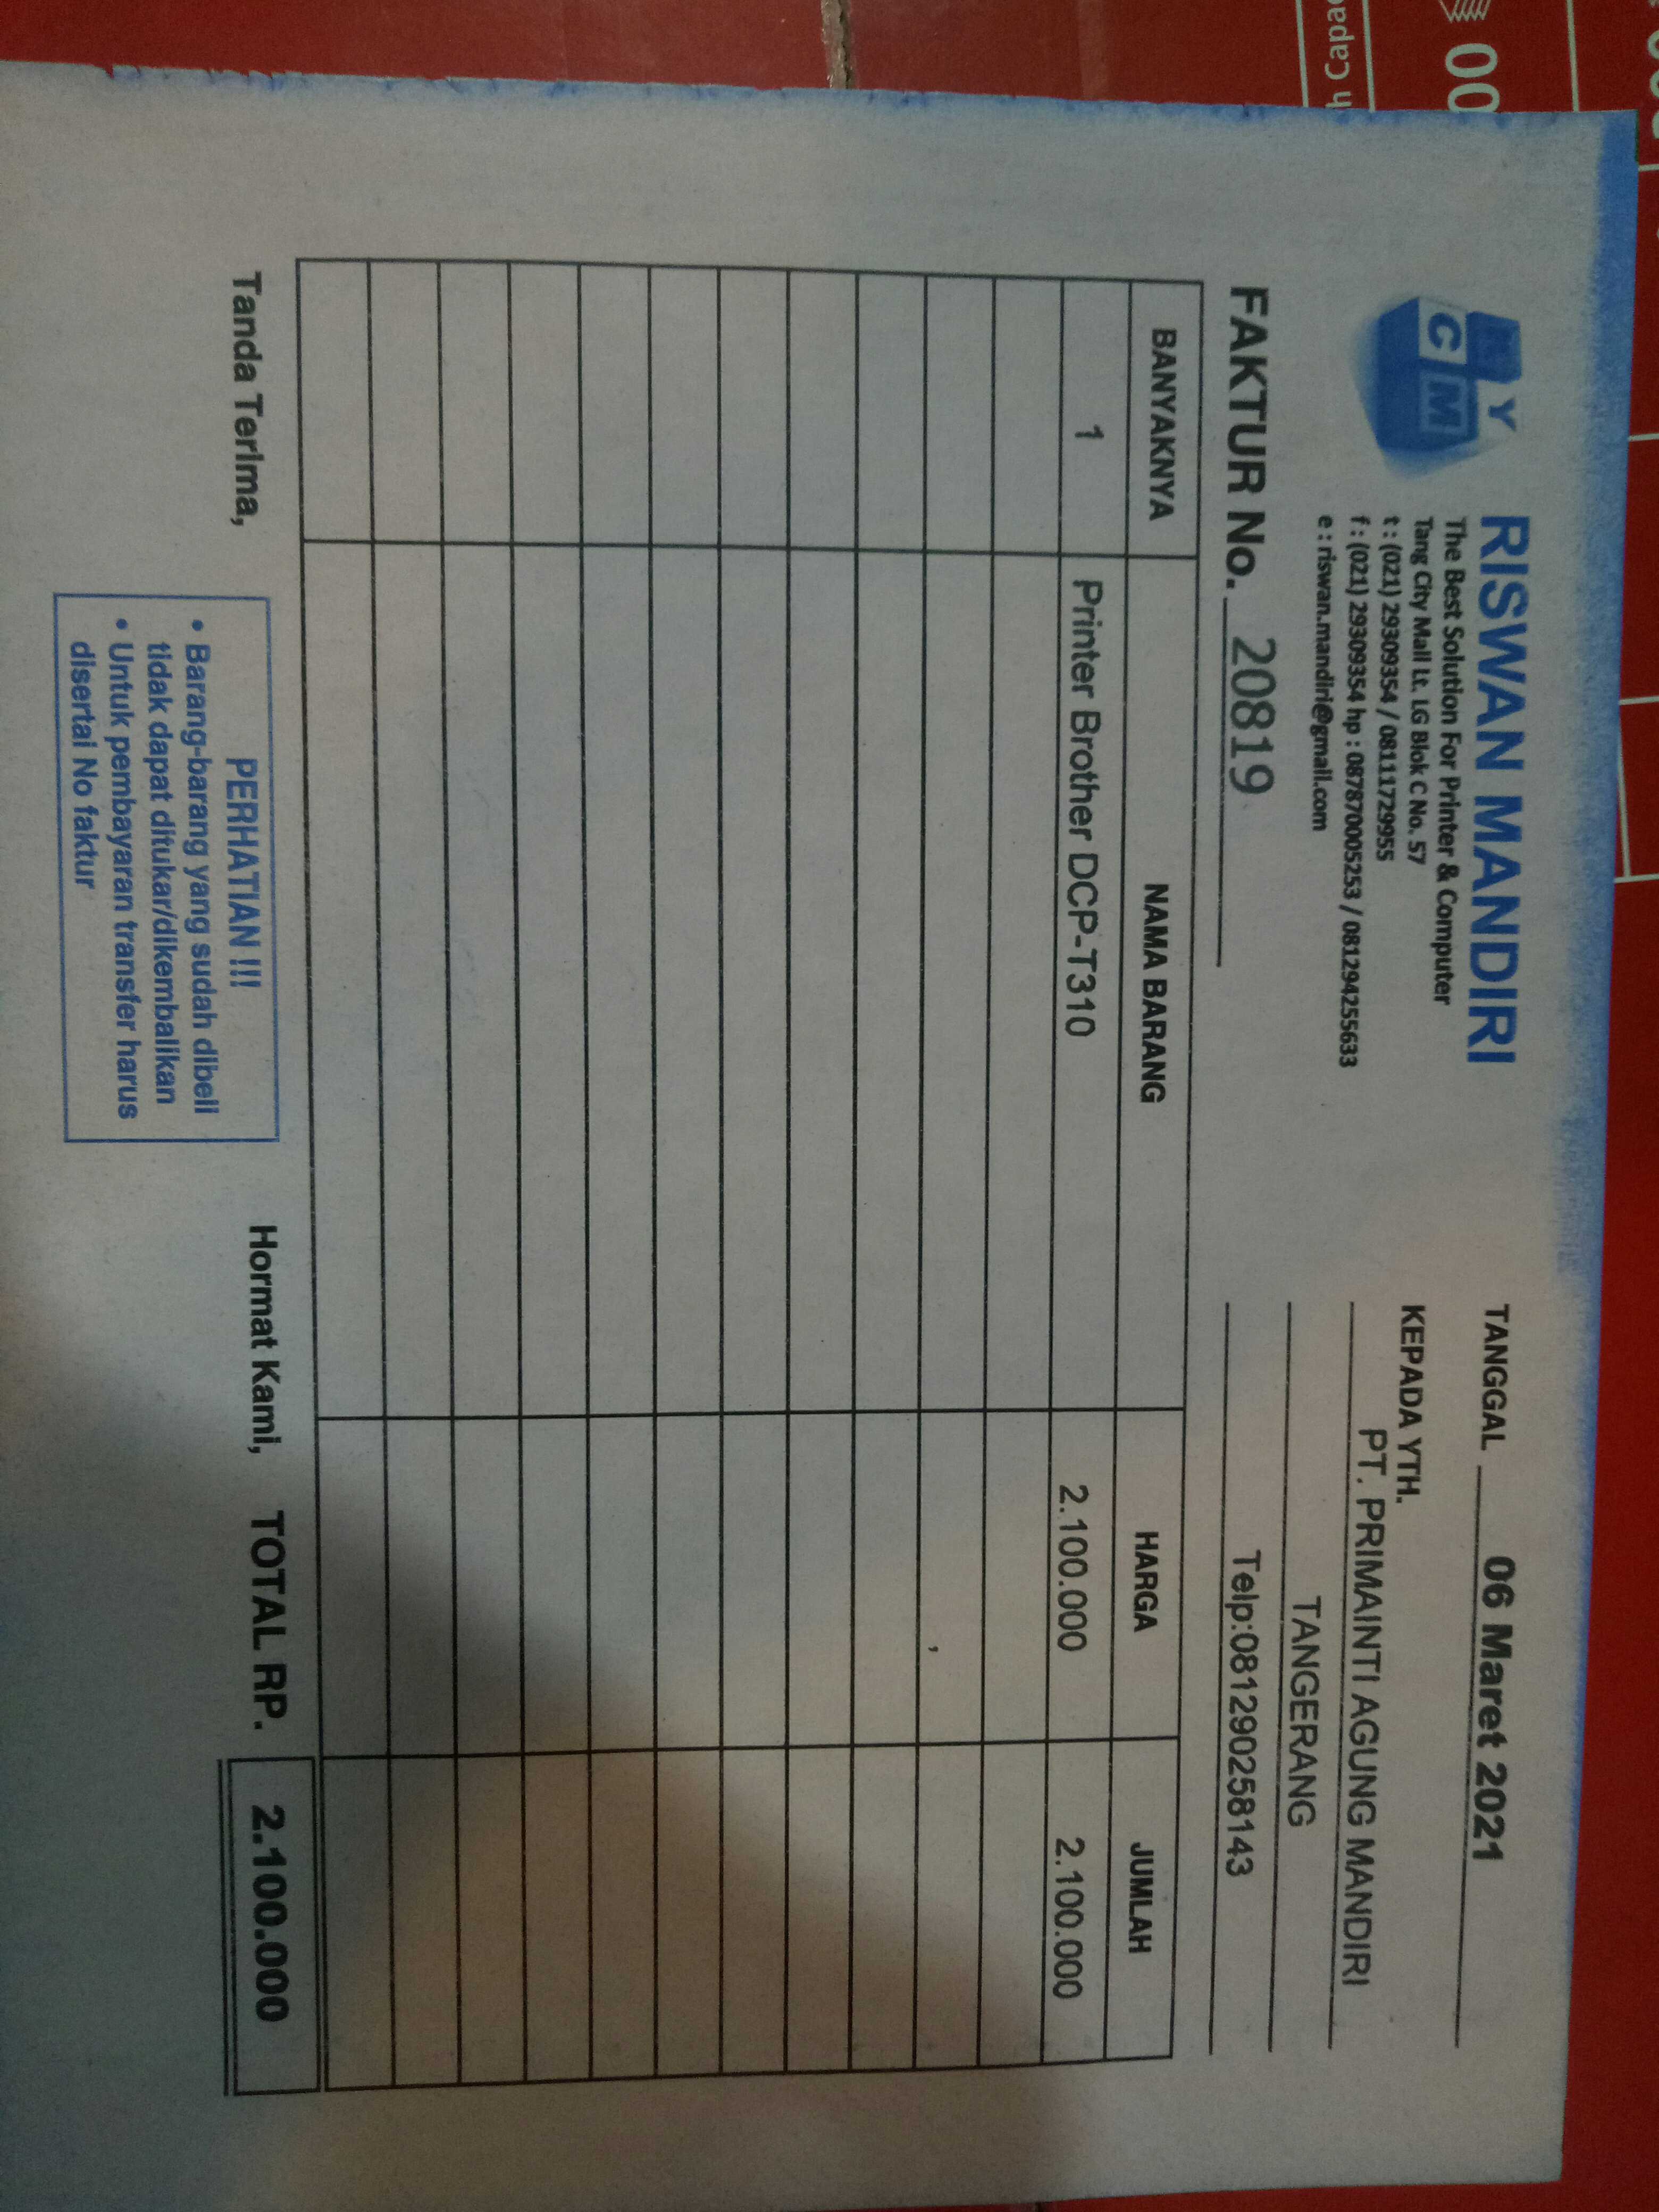 Y
C M
RISWAN MANDIRI
The Best Solution For Printer & Computer
Tang City Mall Lt. LG Blok C No. 57
t : (021) 29309354 / 08111729955
f : (021) 29309354 hp : 087870005253 / 081294255633
e : riswan.mandiri@gmail.com
TANGGAL 06 Maret 2021
KEPADA YTH.
PT. PRIMAINTI AGUNG MANDIRI
TANGERANG
Telp:081290258143
FAKTUR No. 20819
BANYAKNYA NAMA BARANG HARGA JUMLAH
1 Printer Brother DCP-T310 2.100.000 2.100.000
Tanda Terima, Hormat Kami, TOTAL RP. 2.100.000
PERHATIAN !!!
• Barang-barang yang sudah dibeli
tidak dapat ditukar/dikembalikan
• Untuk pembayaran transfer harus
disertai No faktur